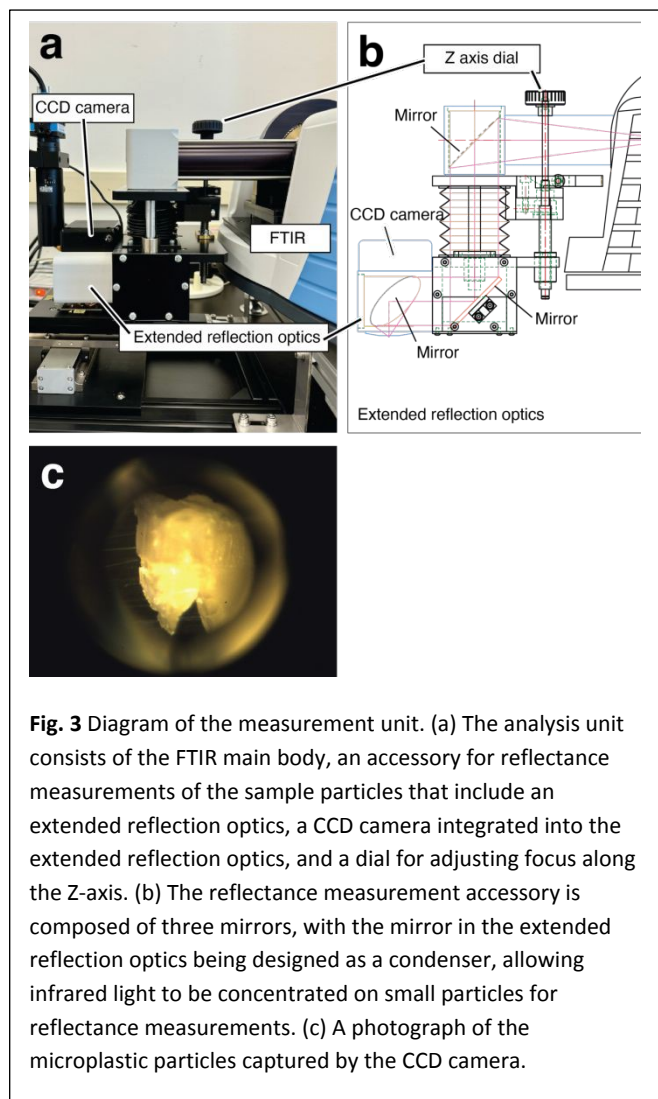 a
b
Z axis dial
CCD camera
Mirror
CCD camera
FTIR
Extended reflection optics
Mirror
Mirror
Extended reflection optics
c
Fig. 3 Diagram of the measurement unit. (a) The analysis unit
consists of the FTIR main body, an accessory for reflectance
measurements of the sample particles that include an
extended reflection optics, a CCD camera integrated into the
extended reflection optics, and a dial for adjusting focus along
the Z-axis. (b) The reflectance measurement accessory is
composed of three mirrors, with the mirror in the extended
reflection optics being designed as a condenser, allowing
infrared light to be concentrated on small particles for
reflectance measurements. (c) A photograph of the
microplastic particles captured by the CCD camera.